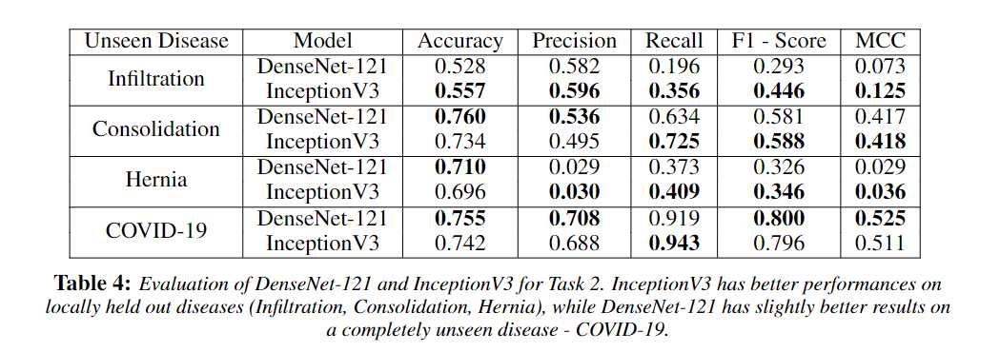 Unseen Disease Model Accuracy Precision Recall F1 - Score MCC
Infiltration DenseNet-121 0.528 0.582 0.196 0.293 0.073
InceptionV3 0.557 0.596 0.356 0.446 0.125
Consolidation DenseNet-121 0.760 0.536 0.634 0.581 0.417
InceptionV3 0.734 0.495 0.725 0.588 0.418
Hernia DenseNet-121 0.710 0.029 0.373 0.326 0.029
InceptionV3 0.696 0.030 0.409 0.346 0.036
COVID-19 DenseNet-121 0.755 0.708 0.919 0.800 0.525
InceptionV3 0.742 0.688 0.943 0.796 0.511
Table 4: Evaluation of DenseNet-121 and InceptionV3 for Task 2. InceptionV3 has better performances on
locally held out diseases (Infiltration, Consolidation, Hernia), while DenseNet-121 has slightly better results on
a completely unseen disease - COVID-19.